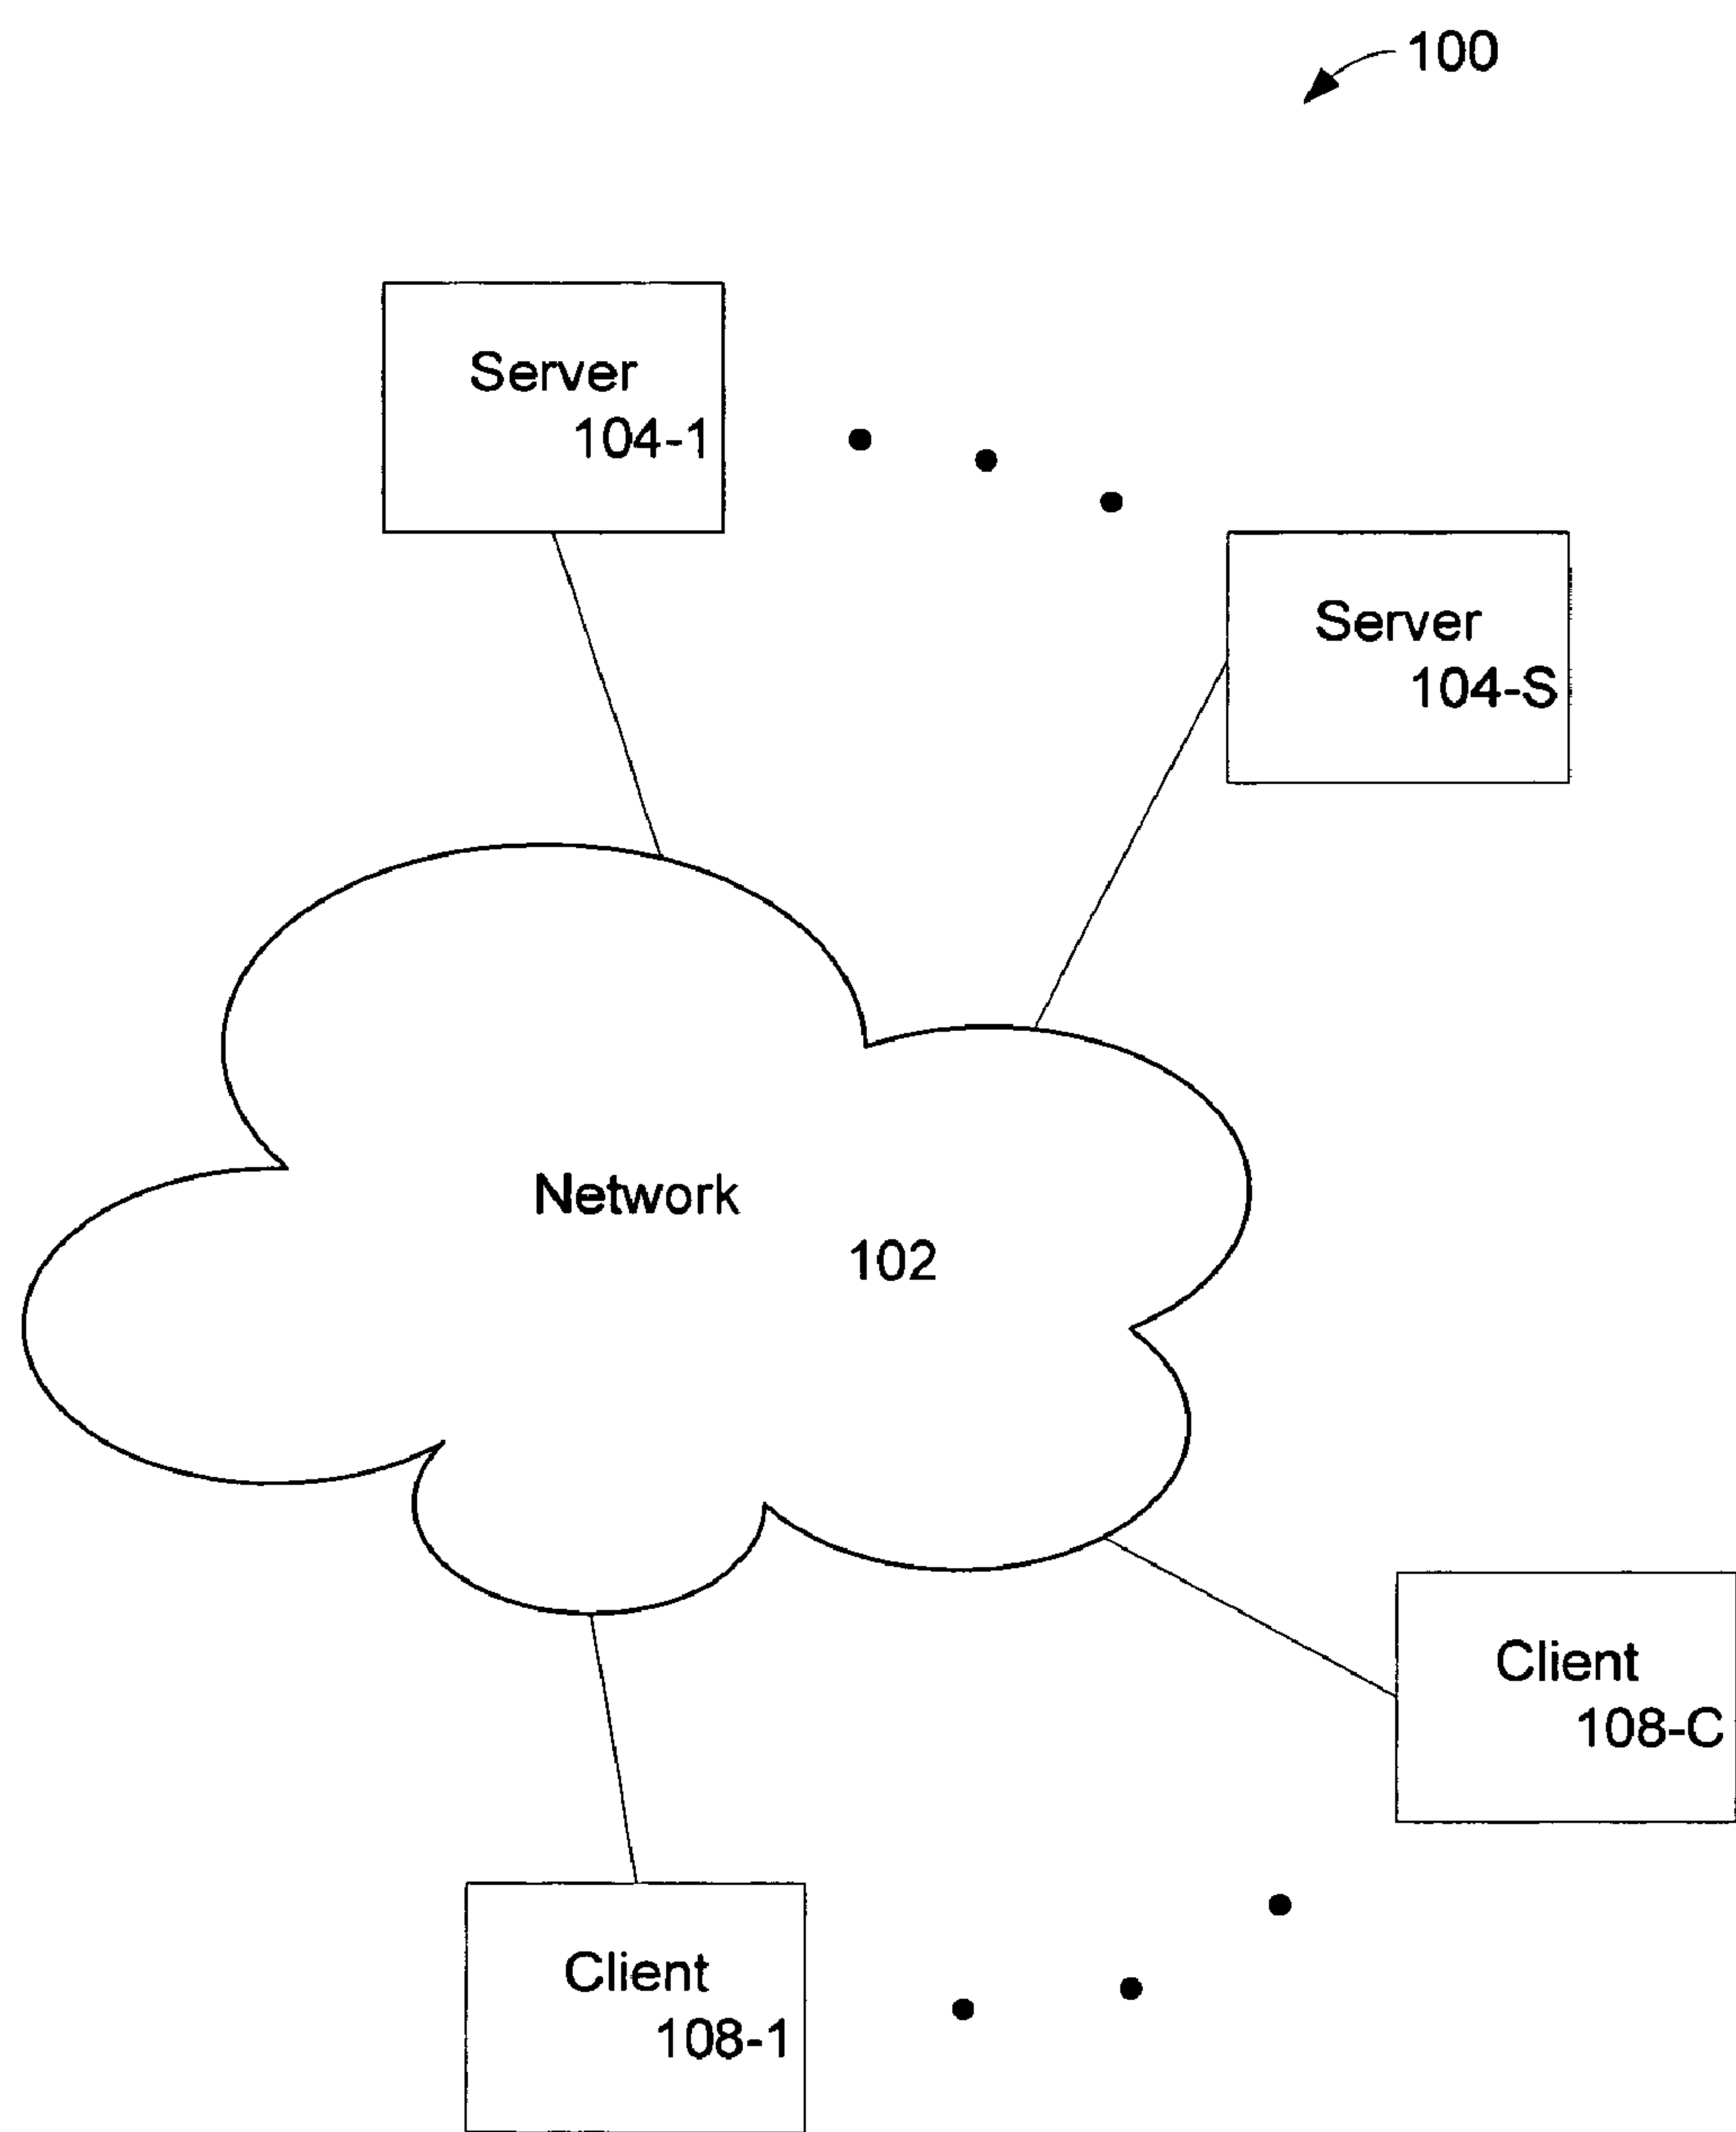 100
Server
104-1
Server
104-S
Network
102
Client
108-C
Client
108-1